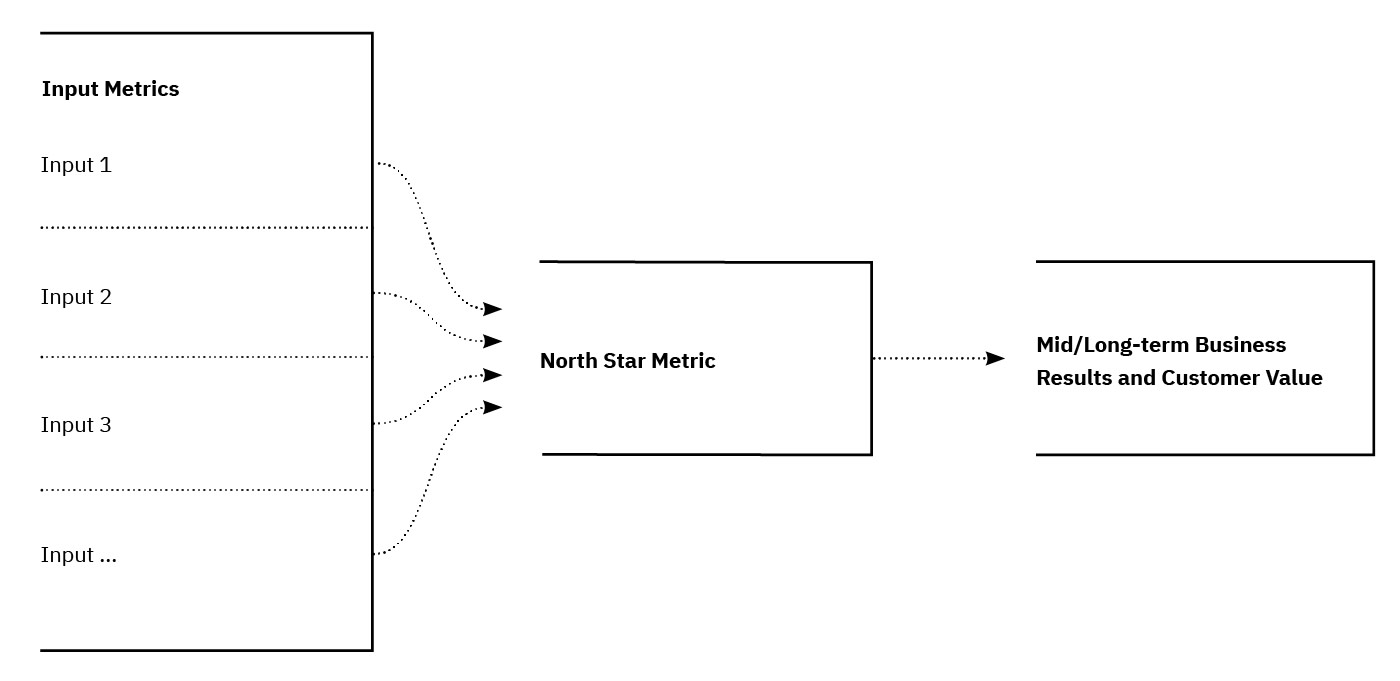 Input Metrics
Input 1
Input 2
Input 3
Input ...
North Star Metric
Mid/Long-term Business
Results and Customer Value